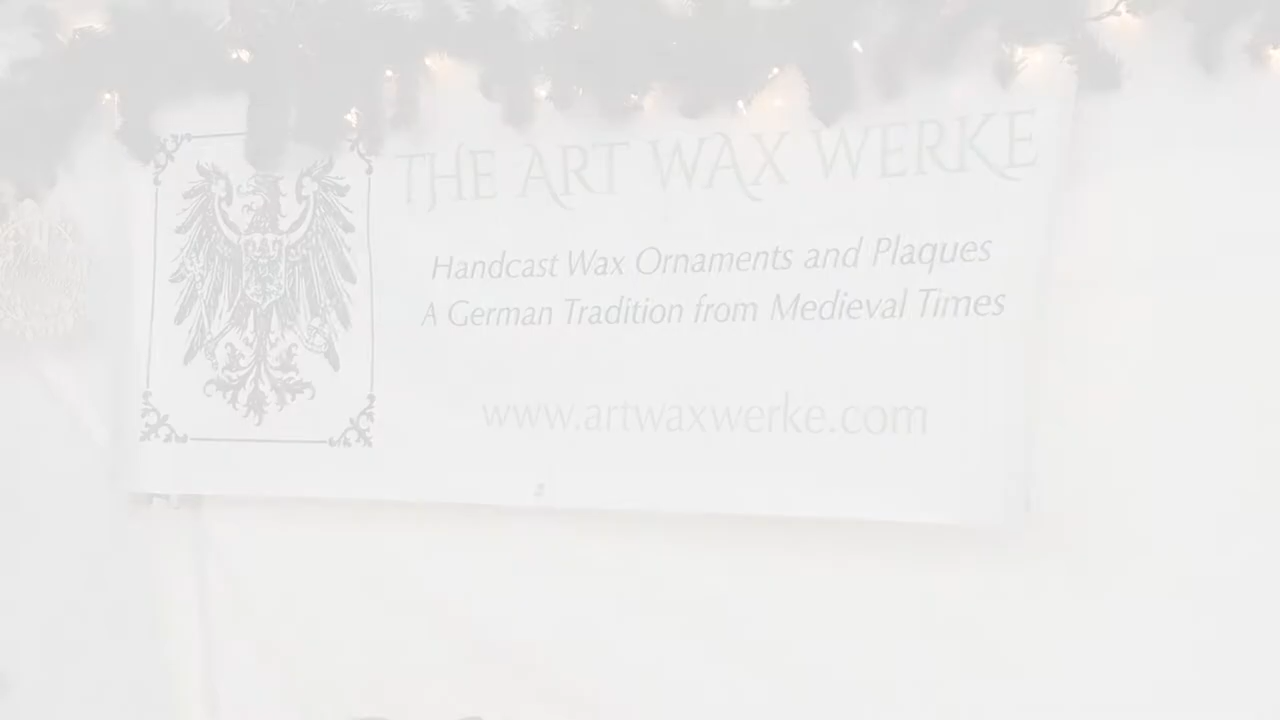 THE ART WAX WERKE
Handcast Wax Ornaments and Plaques
A German Tradition from Medieval Times
www.artwaxwerke.com